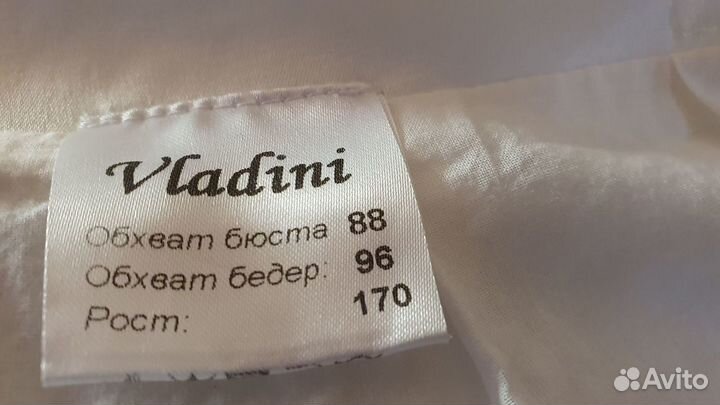 Vladini
Обхват бюста 88
Обхват бедер: 96
Рост: 170
Avito